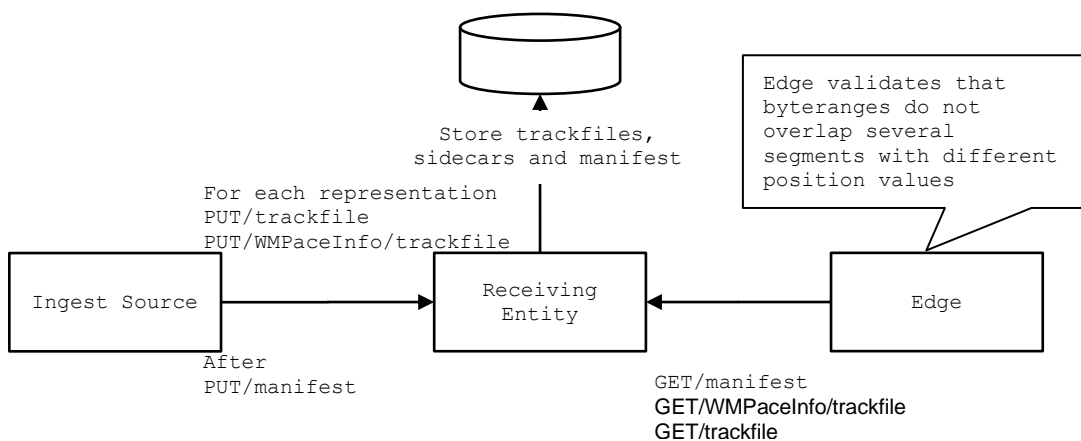 Edge validates that
byteranges do not
overlap several
segments with different
position values
Store trackfiles,
sidecars and manifest
For each representation
PUT/trackfile
PUT/WMPaceInfo/trackfile
Ingest Source
Receiving
Entity
Edge
After
PUT/manifest
GET/manifest
GET/WMPaceInfo/trackfile
GET/trackfile